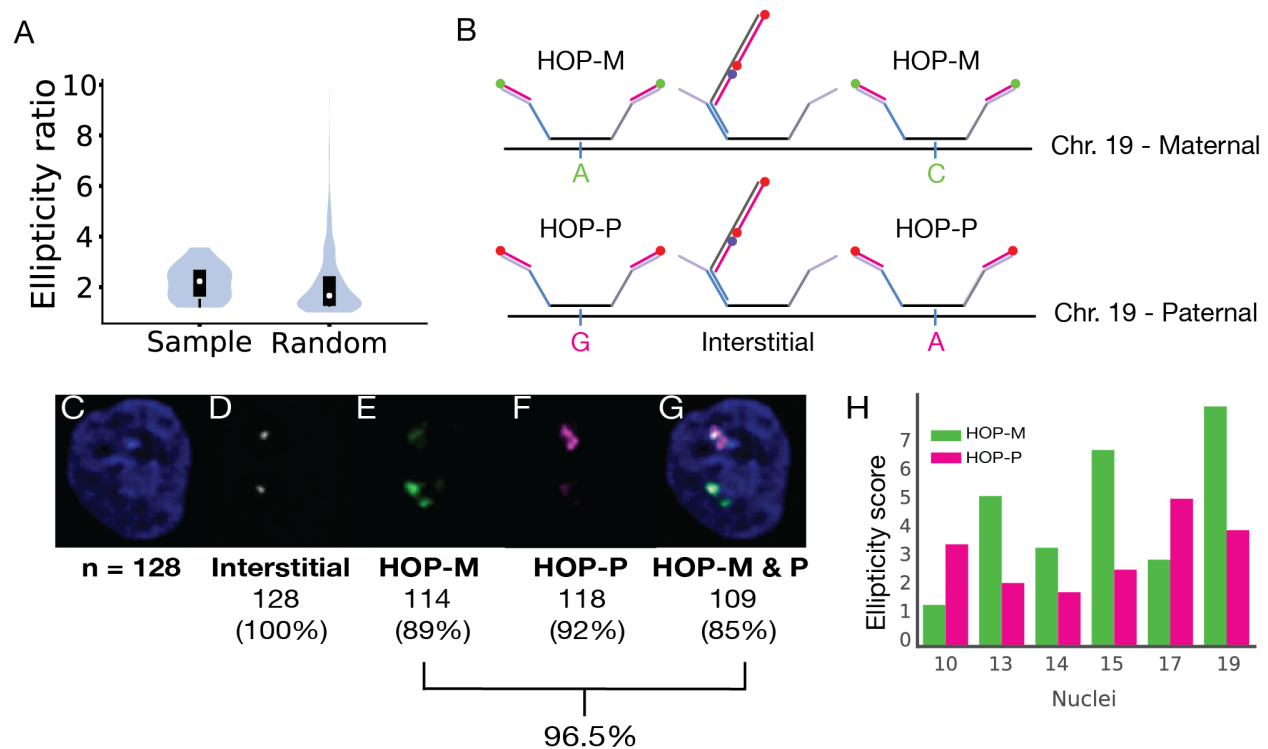 A
Ellipticity ratio
10
8
6
4
2
Sample Random
B
HOP-M HOP-M
Chr. 19 - Maternal
A C
HOP-P HOP-P
Chr. 19 - Paternal
G Interstitial A
C D E F G
n = 128 Interstitial HOP-M HOP-P HOP-M & P
128 114 118 109
(100%) (89%) (92%) (85%)
96.5%
H
HOP-M
HOP-P
Ellipticity score
7
6
5
4
3
2
1
0
10 13 14 15 17 19
Nuclei